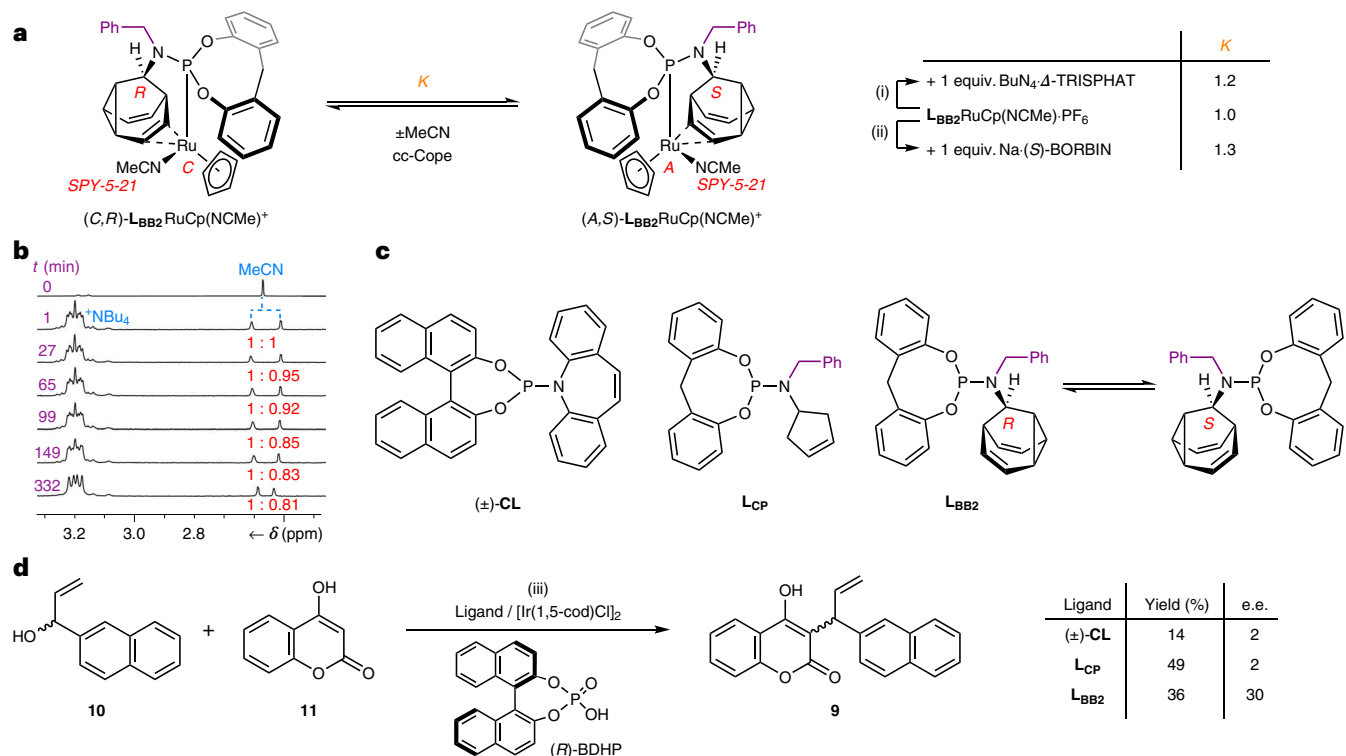 a
Ph
N
H
R
P
O
O
Ru
MeCN
C
SPY-5-21
(C,R)-LBB2RuCp(NCMe)+
K
±MeCN
cc-Cope
Ph
O
P
N
H
O
S
Ru
NCMe
A
SPY-5-21
(A,S)-LBB2RuCp(NCMe)+
K
(i) + 1 equiv. BuN4·Δ-TRISPHAT 1.2
LBB2RuCp(NCMe)·PF6 1.0
(ii) + 1 equiv. Na·(S)-BORBIN 1.3
b
t (min)
MeCN
0
1 +NBu4
1 : 1
27
1 : 0.95
65
1 : 0.92
99
1 : 0.85
149
1 : 0.83
332
1 : 0.81
3.2 3.0 2.8 ← δ (ppm)
c
O
P
N
O
(±)-CL
O
P
N
Ph
O
LCP
O
P
N
Ph
H
O
R
LBB2
Ph
N
H
P
O
O
S
d
HO
10
+
OH
O
O
11
(iii)
Ligand / [Ir(1,5-cod)Cl]2
O
O
P
O
OH
(R)-BDHP
OH
O
O
9
Ligand Yield (%) e.e.
(±)-CL 14 2
LCP 49 2
LBB2 36 30